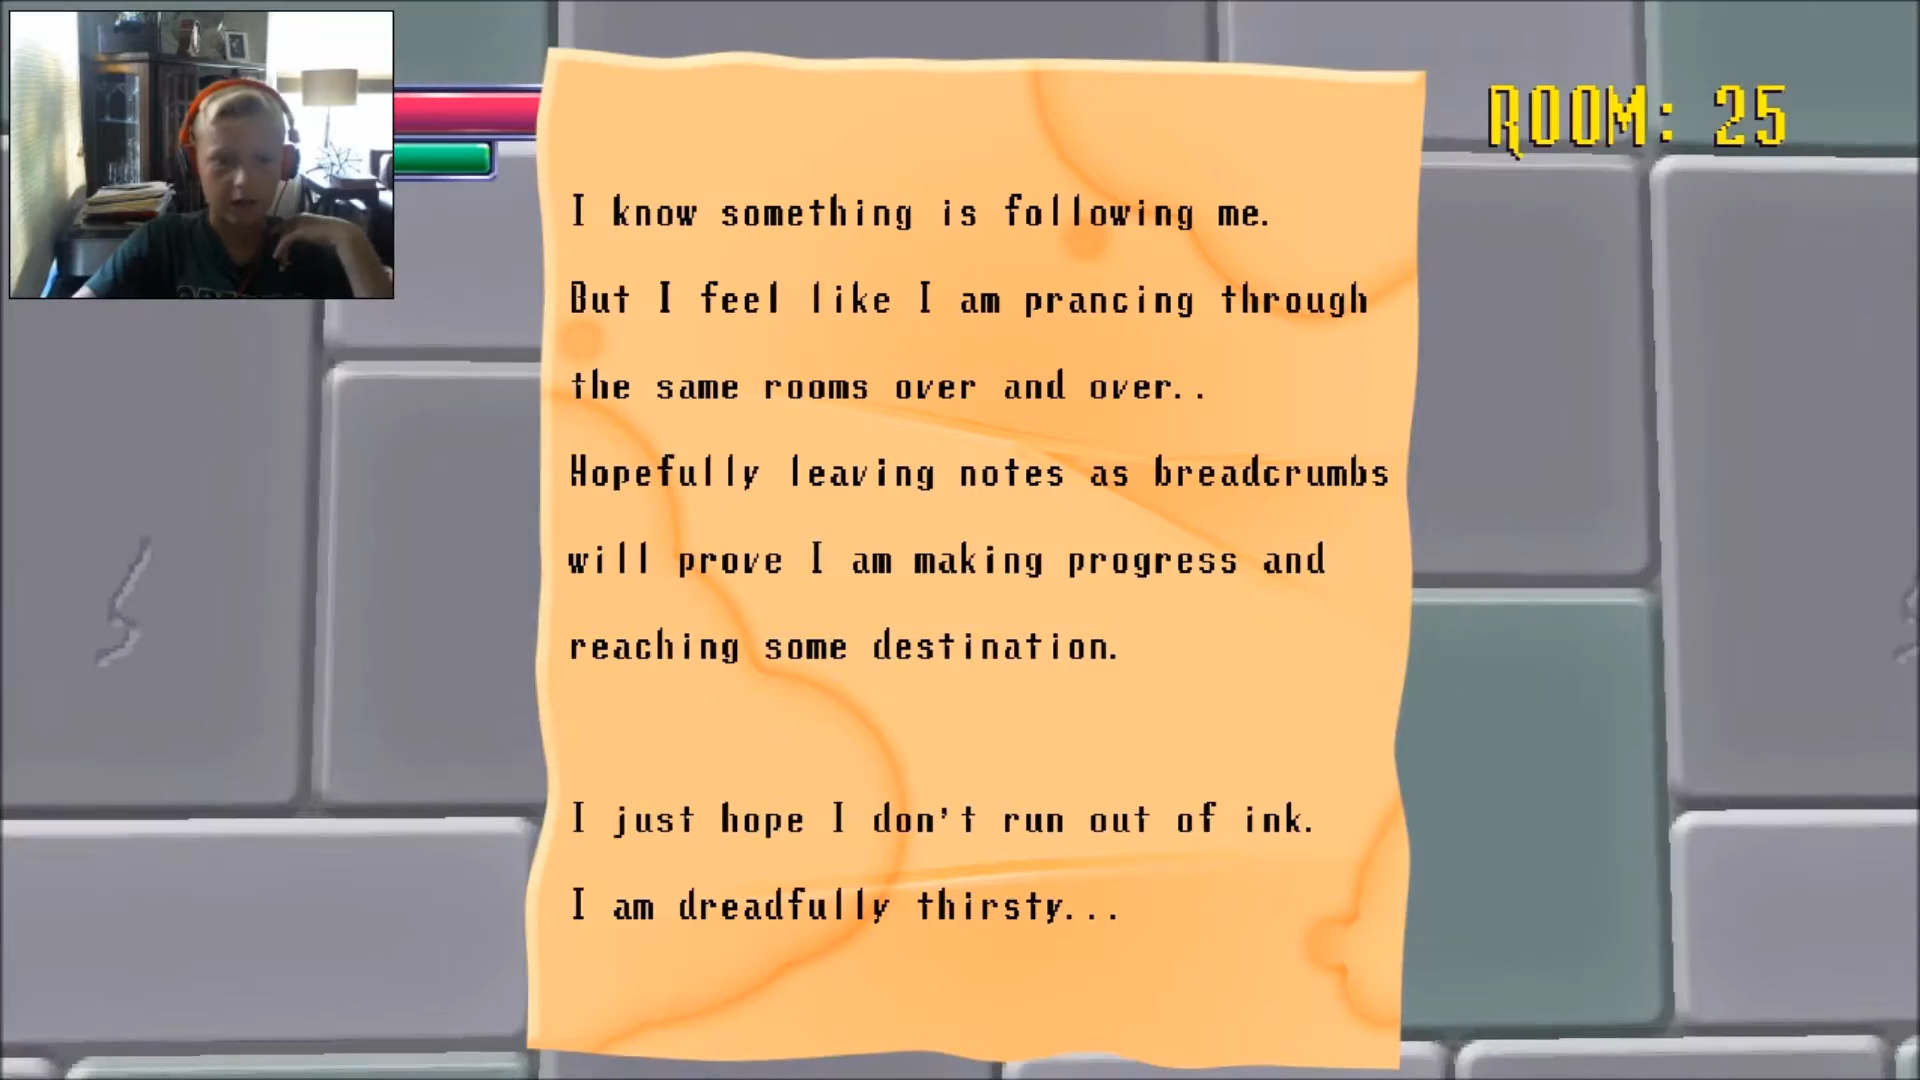 ROOM: 25
I know something is following me.
But I feel like I am prancing through
the same rooms over and over..
Hopefully leaving notes as breadcrumbs
will prove I am making progress and
reaching some destination.
I just hope I don't run out of ink.
I am dreadfully thirsty...